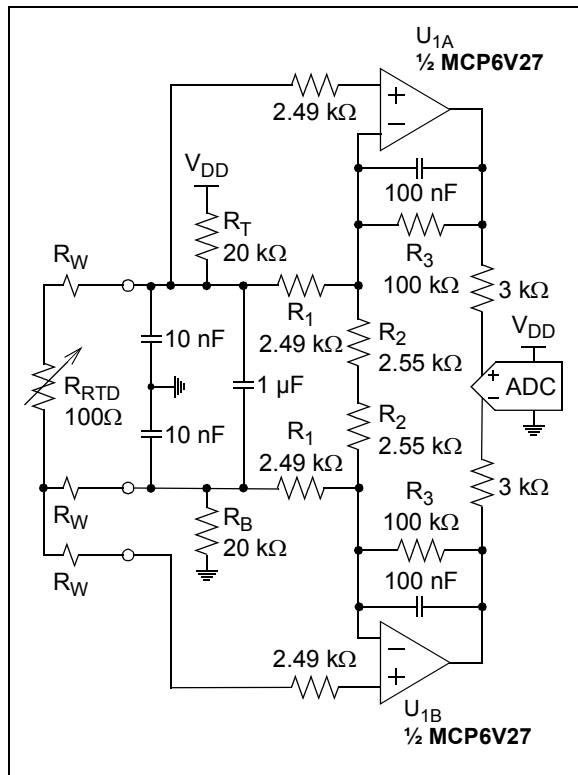 U1A
½ MCP6V27
+
−
2.49 kΩ
VDD
100 nF
RT
20 kΩ
R3
100 kΩ
RW
3 kΩ
R1
2.49 kΩ
R2
2.55 kΩ
VDD
10 nF
1 µF
+
−
ADC
RRTD
100Ω
10 nF
R1
2.49 kΩ
R2
2.55 kΩ
3 kΩ
RW
RB
20 kΩ
R3
100 kΩ
RW
100 nF
2.49 kΩ
−
+
U1B
½ MCP6V27